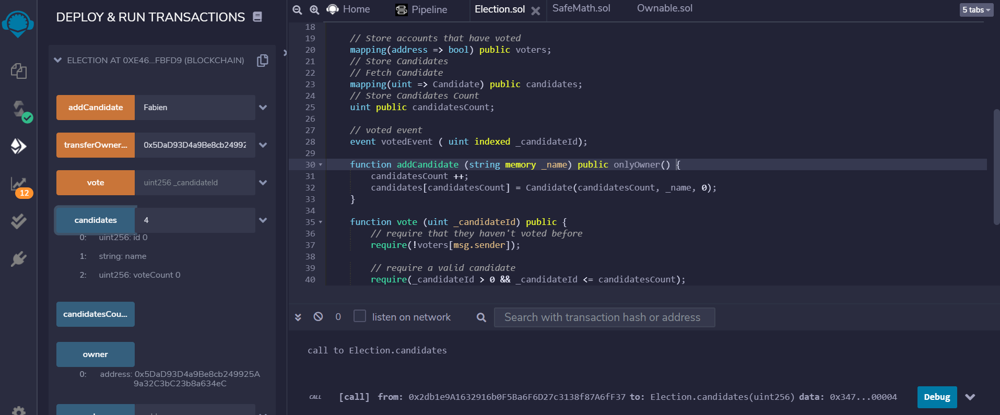 DEPLOY & RUN TRANSACTIONS
12
ELECTION AT 0XE46...FBFD9 (BLOCKCHAIN)
addCandidate
Fabien
transferOwner...
0x5DaD93D4a9Be8cb24992
vote
uint256 _candidateId
candidates
4
0: uint256: id 0
1: string: name
2: uint256: voteCount 0
candidatesCou...
owner
0: address: 0x5DaD93D4a9Be8cb249925A
9a32C3bC23b8a634eC
Home
Pipeline
Election.sol
SafeMath.sol
Ownable.sol
5 tabs
18
19 // Store accounts that have voted
20 mapping(address => bool) public voters;
21 // Store Candidates
22 // Fetch Candidate
23 mapping(uint => Candidate) public candidates;
24 // Store Candidates Count
25 uint public candidatesCount;
26
27 // voted event
28 event votedEvent ( uint indexed _candidateId);
29
30 function addCandidate (string memory _name) public onlyOwner() {
31 candidatesCount ++;
32 candidates[candidatesCount] = Candidate(candidatesCount, _name, 0);
33 }
34
35 function vote (uint _candidateId) public {
36 // require that they haven't voted before
37 require(!voters[msg.sender]);
38
39 // require a valid candidate
40 require(_candidateId > 0 && _candidateId <= candidatesCount);
0
listen on network
Search with transaction hash or address
call to Election.candidates
CALL [call] from: 0x2db1e9A1632916b0F5Ba6F6D27c3138f87A6fF37 to: Election.candidates(uint256) data: 0x347...00004
Debug